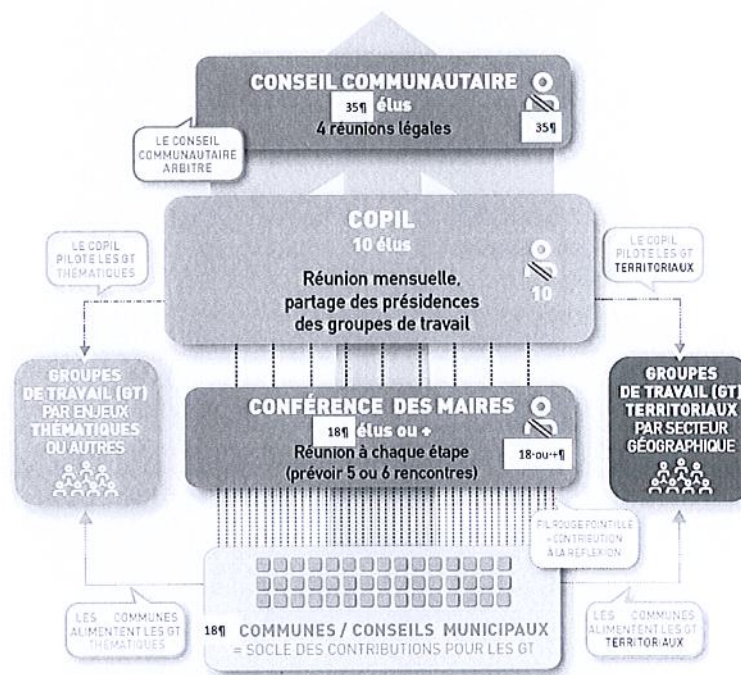 CONSEIL COMMUNAUTAIRE
35¶ élus
4 réunions légales
35¶
LE CONSEIL
COMMUNAUTAIRE
ARBITRE
COPIL
10 élus
Réunion mensuelle,
partage des présidences
des groupes de travail
10
LE COPIL
PILOTE LES GT
THÉMATIQUES
LE COPIL
PILOTE LES GT
TERRITORIAUX
GROUPES
DE TRAVAIL (GT)
PAR ENJEUX
THÉMATIQUES
OU AUTRES
CONFÉRENCE DES MAIRES
18¶ élus ou +
Réunion à chaque étape
(prévoir 5 ou 6 rencontres)
18·ou·+¶
GROUPES
DE TRAVAIL (GT)
TERRITORIAUX
PAR SECTEUR
GÉOGRAPHIQUE
FIL ROUGE POINTILLÉ
= CONTRIBUTION
À LA RÉFLEXION
18¶ COMMUNES / CONSEILS MUNICIPAUX
= SOCLE DES CONTRIBUTIONS POUR LES GT
LES COMMUNES
ALIMENTENT LES GT
THÉMATIQUES
LES COMMUNES
ALIMENTENT LES GT
TERRITORIAUX